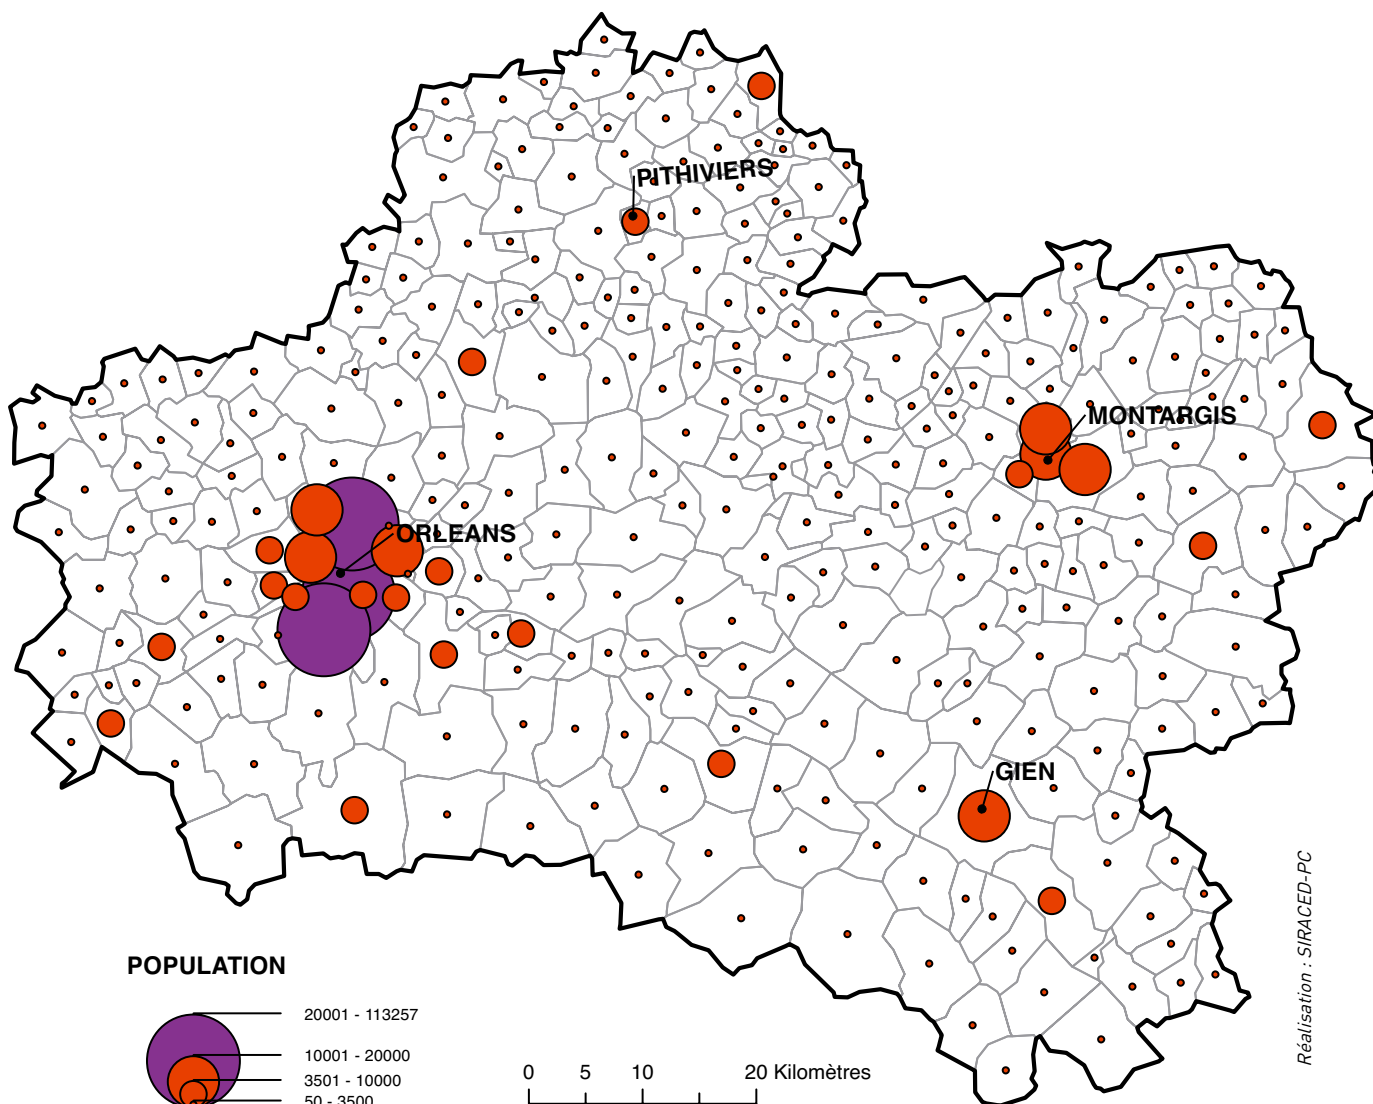 PITHIVIERS
MONTARGIS
ORLEANS
GIEN
POPULATION
20001 - 113257
10001 - 20000
3501 - 10000
50 - 3500
0 5 10 20 Kilomètres
Réalisation : SIRACED-PC